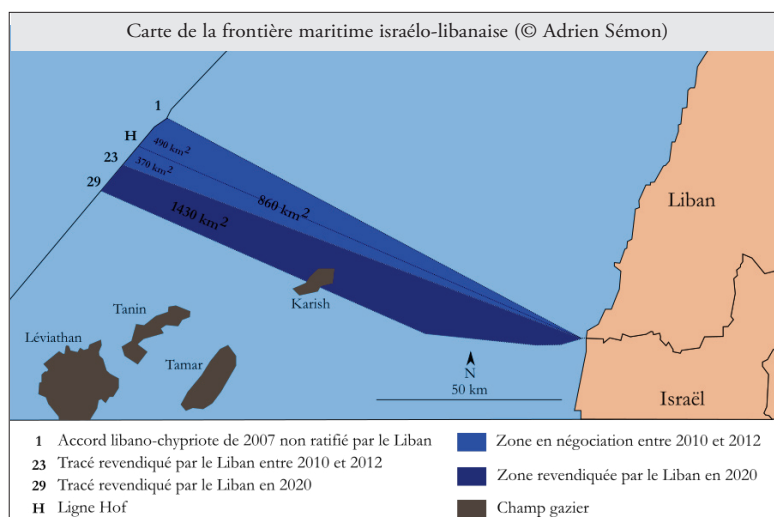 Carte de la frontière maritime israélo-libanaise (© Adrien Sémon)
1
H
490 km²
23
370 km²
29
860 km²
1430 km²
Liban
Karish
Tanin
Léviathan
Tamar
N
50 km
Israël
1 Accord libano-chypriote de 2007 non ratifié par le Liban
23 Tracé revendiqué par le Liban entre 2010 et 2012
29 Tracé revendiqué par le Liban en 2020
H Ligne Hof
Zone en négociation entre 2010 et 2012
Zone revendiquée par le Liban en 2020
Champ gazier